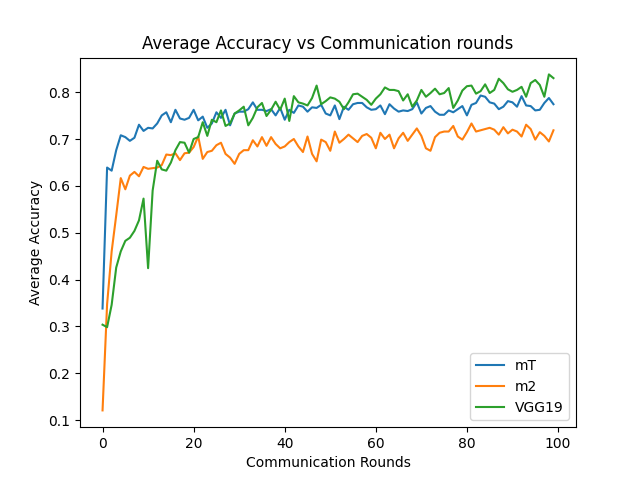 Average Accuracy vs Communication rounds
Average Accuracy
0.8
0.7
0.6
0.5
0.4
0.3
0.2
0.1
mT
m2
VGG19
0 20 40 60 80 100
Communication Rounds